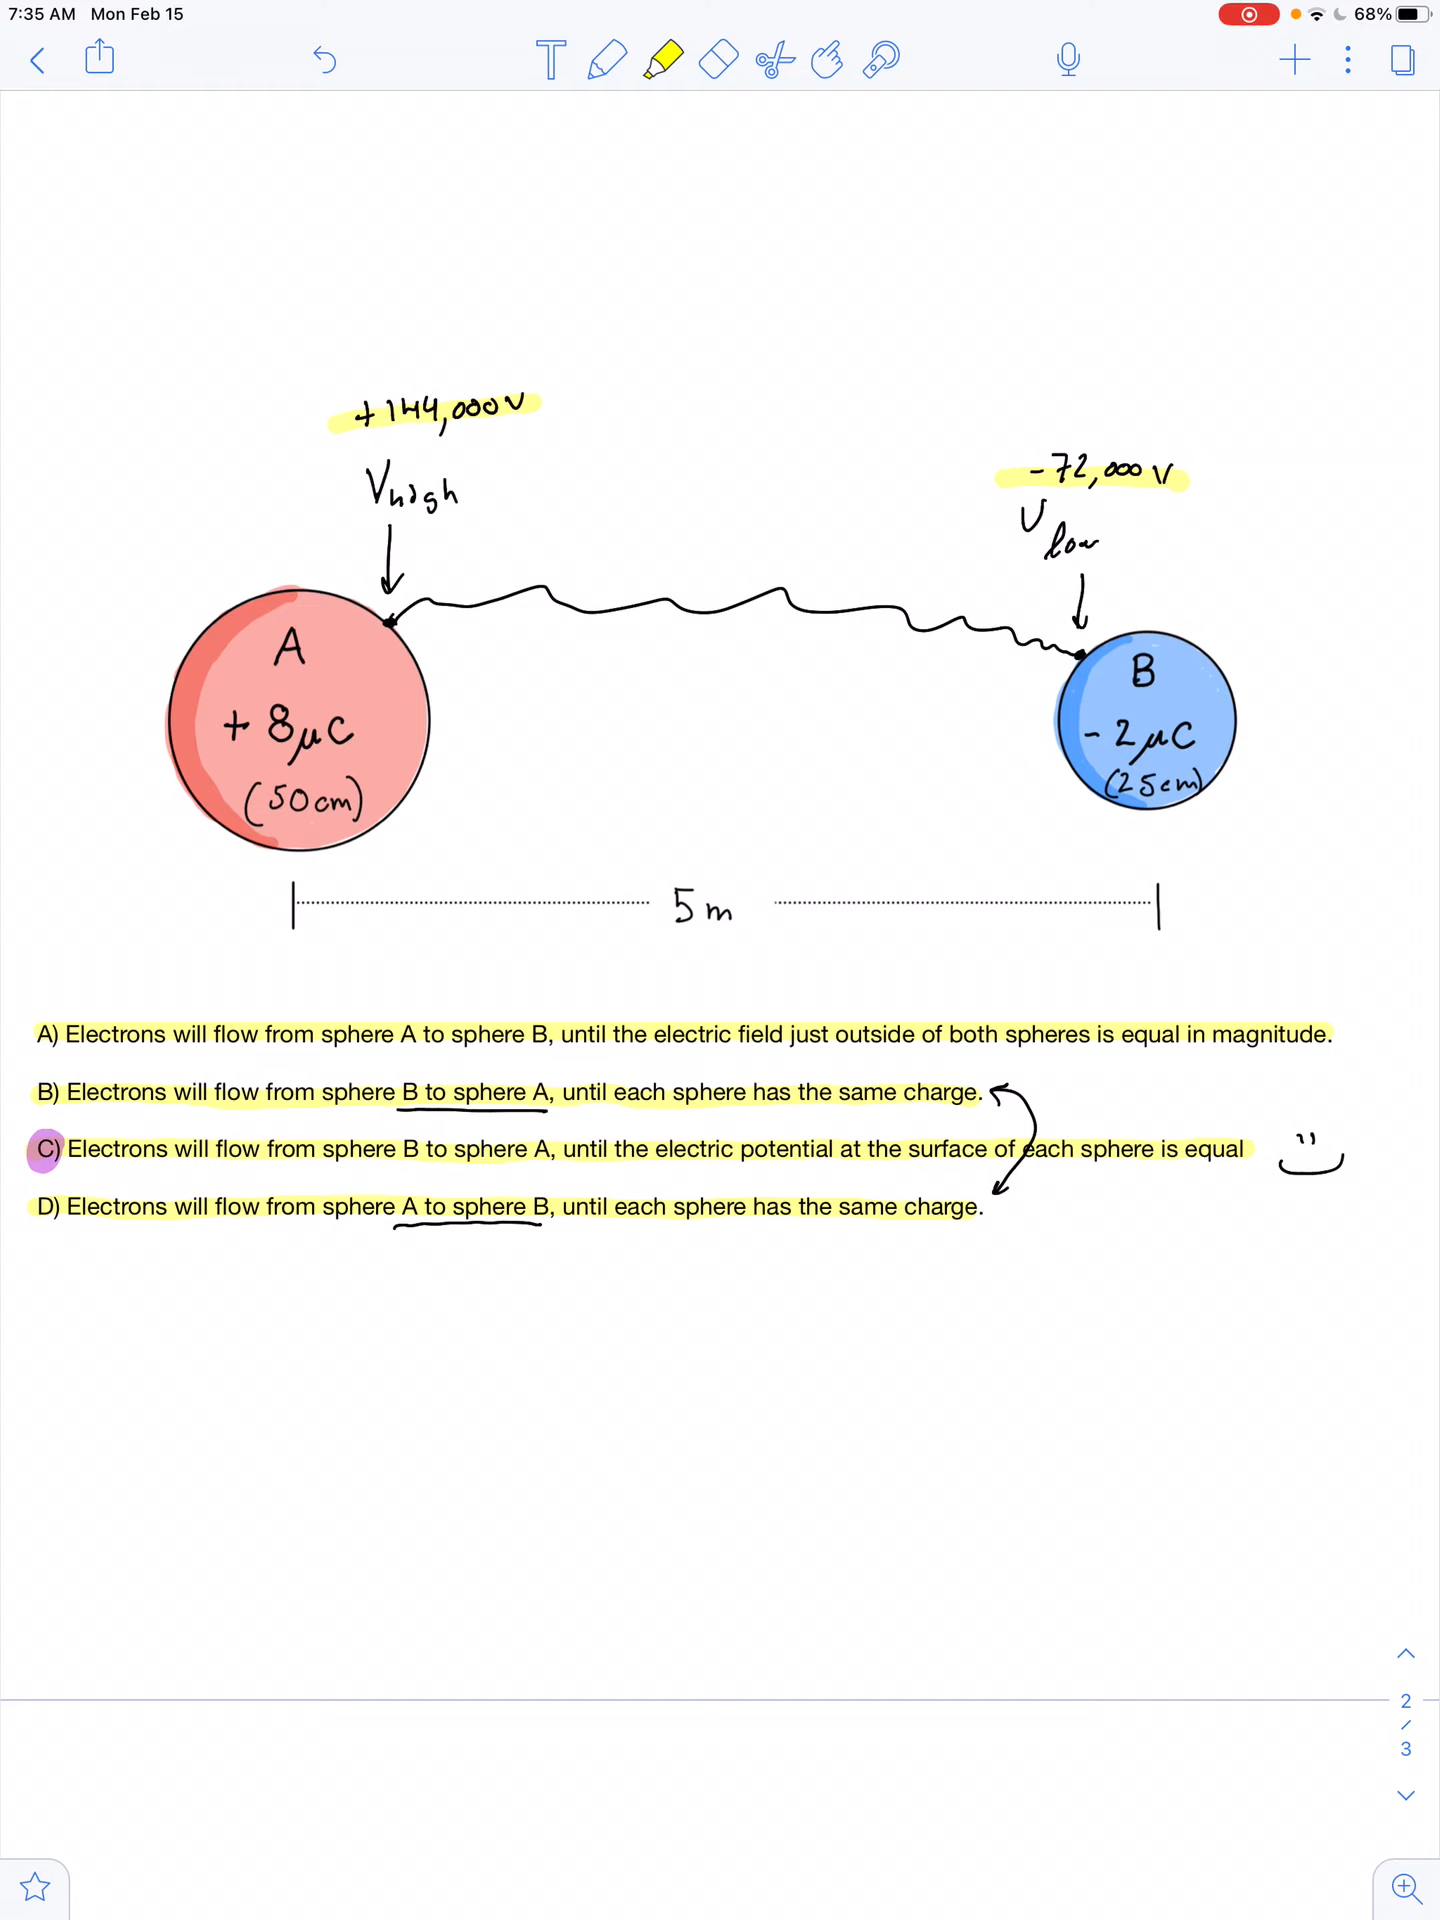 7:35 AM Mon Feb 15
68%
T
+144,000V
Vhigh
-72,000 V
V low
A
+ 8μC
(50cm)
B
- 2μC
(25cm)
5m
A) Electrons will flow from sphere A to sphere B, until the electric field just outside of both spheres is equal in magnitude.
B) Electrons will flow from sphere B to sphere A, until each sphere has the same charge.
C) Electrons will flow from sphere B to sphere A, until the electric potential at the surface of each sphere is equal
D) Electrons will flow from sphere A to sphere B, until each sphere has the same charge.
2
/
3